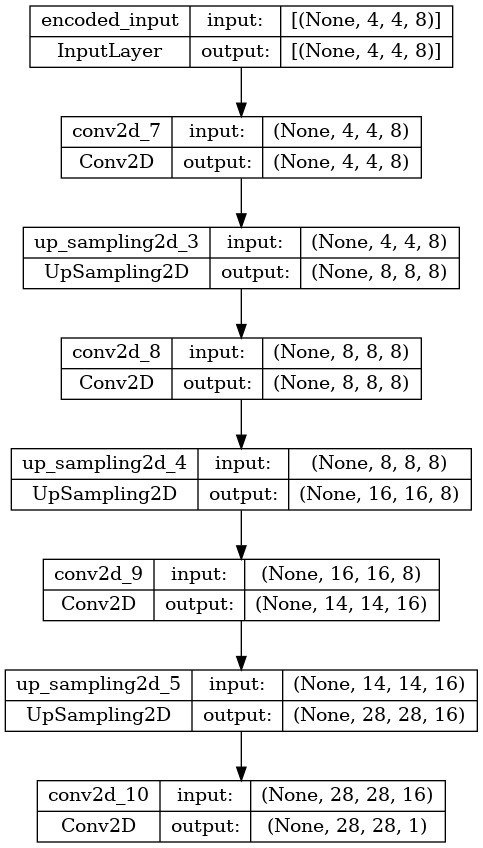 encoded_input input: [(None, 4, 4, 8)]
InputLayer output: [(None, 4, 4, 8)]
conv2d_7 input: (None, 4, 4, 8)
Conv2D output: (None, 4, 4, 8)
up_sampling2d_3 input: (None, 4, 4, 8)
UpSampling2D output: (None, 8, 8, 8)
conv2d_8 input: (None, 8, 8, 8)
Conv2D output: (None, 8, 8, 8)
up_sampling2d_4 input: (None, 8, 8, 8)
UpSampling2D output: (None, 16, 16, 8)
conv2d_9 input: (None, 16, 16, 8)
Conv2D output: (None, 14, 14, 16)
up_sampling2d_5 input: (None, 14, 14, 16)
UpSampling2D output: (None, 28, 28, 16)
conv2d_10 input: (None, 28, 28, 16)
Conv2D output: (None, 28, 28, 1)